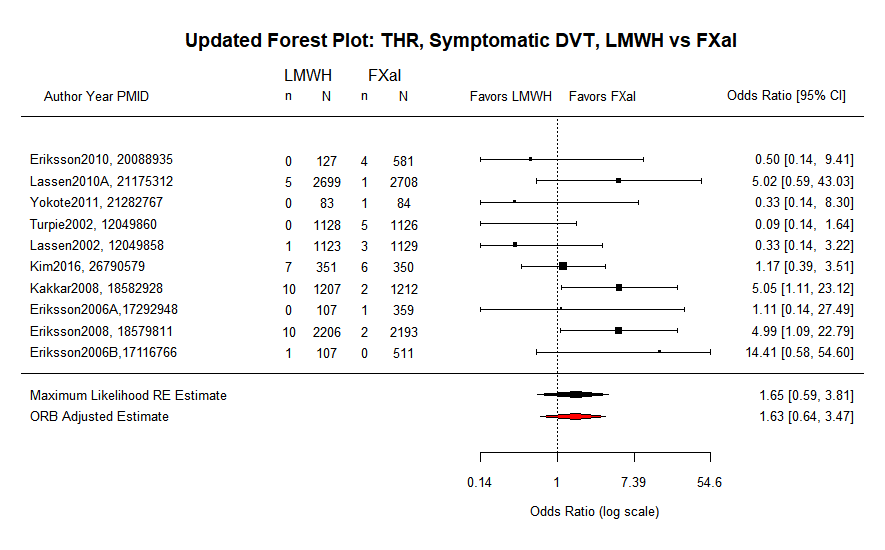 Updated Forest Plot: THR, Symptomatic DVT, LMWH vs FXaI
LMWH FXaI
Author Year PMID n N n N Favors LMWH Favors FXaI Odds Ratio [95% CI]
Eriksson2010, 20088935 0 127 4 581 0.50 [0.14, 9.41]
Lassen2010A, 21175312 5 2699 1 2708 5.02 [0.59, 43.03]
Yokote2011, 21282767 0 83 1 84 0.33 [0.14, 8.30]
Turpie2002, 12049860 0 1128 5 1126 0.09 [0.14, 1.64]
Lassen2002, 12049858 1 1123 3 1129 0.33 [0.14, 3.22]
Kim2016, 26790579 7 351 6 350 1.17 [0.39, 3.51]
Kakkar2008, 18582928 10 1207 2 1212 5.05 [1.11, 23.12]
Eriksson2006A,17292948 0 107 1 359 1.11 [0.14, 27.49]
Eriksson2008, 18579811 10 2206 2 2193 4.99 [1.09, 22.79]
Eriksson2006B,17116766 1 107 0 511 14.41 [0.58, 54.60]
Maximum Likelihood RE Estimate 1.65 [0.59, 3.81]
ORB Adjusted Estimate 1.63 [0.64, 3.47]
0.14 1 7.39 54.6
Odds Ratio (log scale)